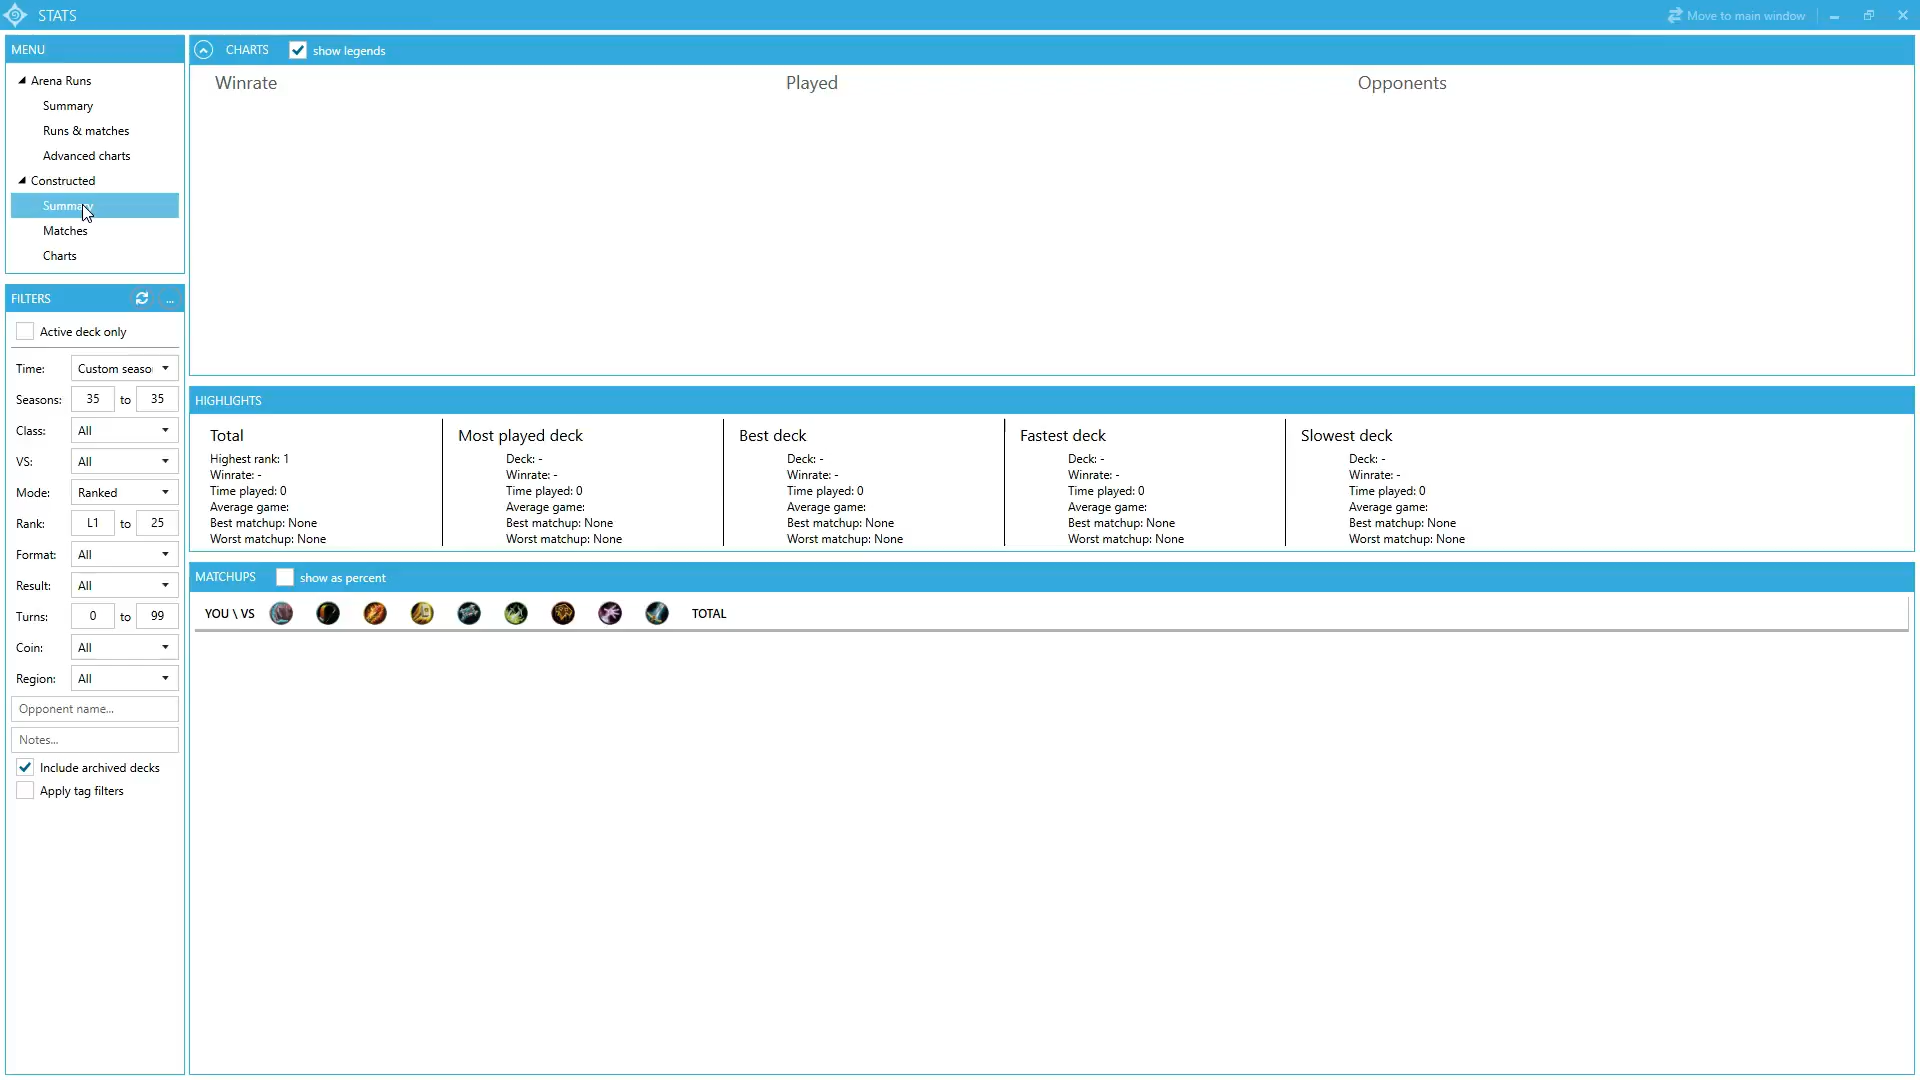 STATS
Move to main window
MENU
Arena Runs
Summary
Runs & matches
Advanced charts
Constructed
Summary
Matches
Charts
FILTERS
...
Active deck only
Time: Custom seaso
Seasons: 35 to 35
Class: All
VS: All
Mode: Ranked
Rank: L1 to 25
Format: All
Result: All
Turns: 0 to 99
Coin: All
Region: All
Opponent name...
Notes...
Include archived decks
Apply tag filters
CHARTS show legends
Winrate Played Opponents
HIGHLIGHTS
Total
Highest rank: 1
Winrate: -
Time played: 0
Average game:
Best matchup: None
Worst matchup: None
Most played deck
Deck: -
Winrate: -
Time played: 0
Average game:
Best matchup: None
Worst matchup: None
Best deck
Deck: -
Winrate: -
Time played: 0
Average game:
Best matchup: None
Worst matchup: None
Fastest deck
Deck: -
Winrate: -
Time played: 0
Average game:
Best matchup: None
Worst matchup: None
Slowest deck
Deck: -
Winrate: -
Time played: 0
Average game:
Best matchup: None
Worst matchup: None
MATCHUPS show as percent
YOU \ VS TOTAL